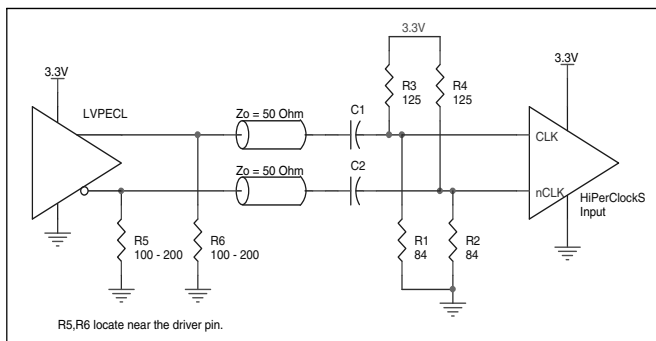 3.3V
3.3V
LVPECL
Zo = 50 Ohm
C1
R3
125
R4
125
3.3V
CLK
Zo = 50 Ohm
C2
nCLK
HiPerClockS
Input
R5
100 - 200
R6
100 - 200
R1
84
R2
84
R5,R6 locate near the driver pin.